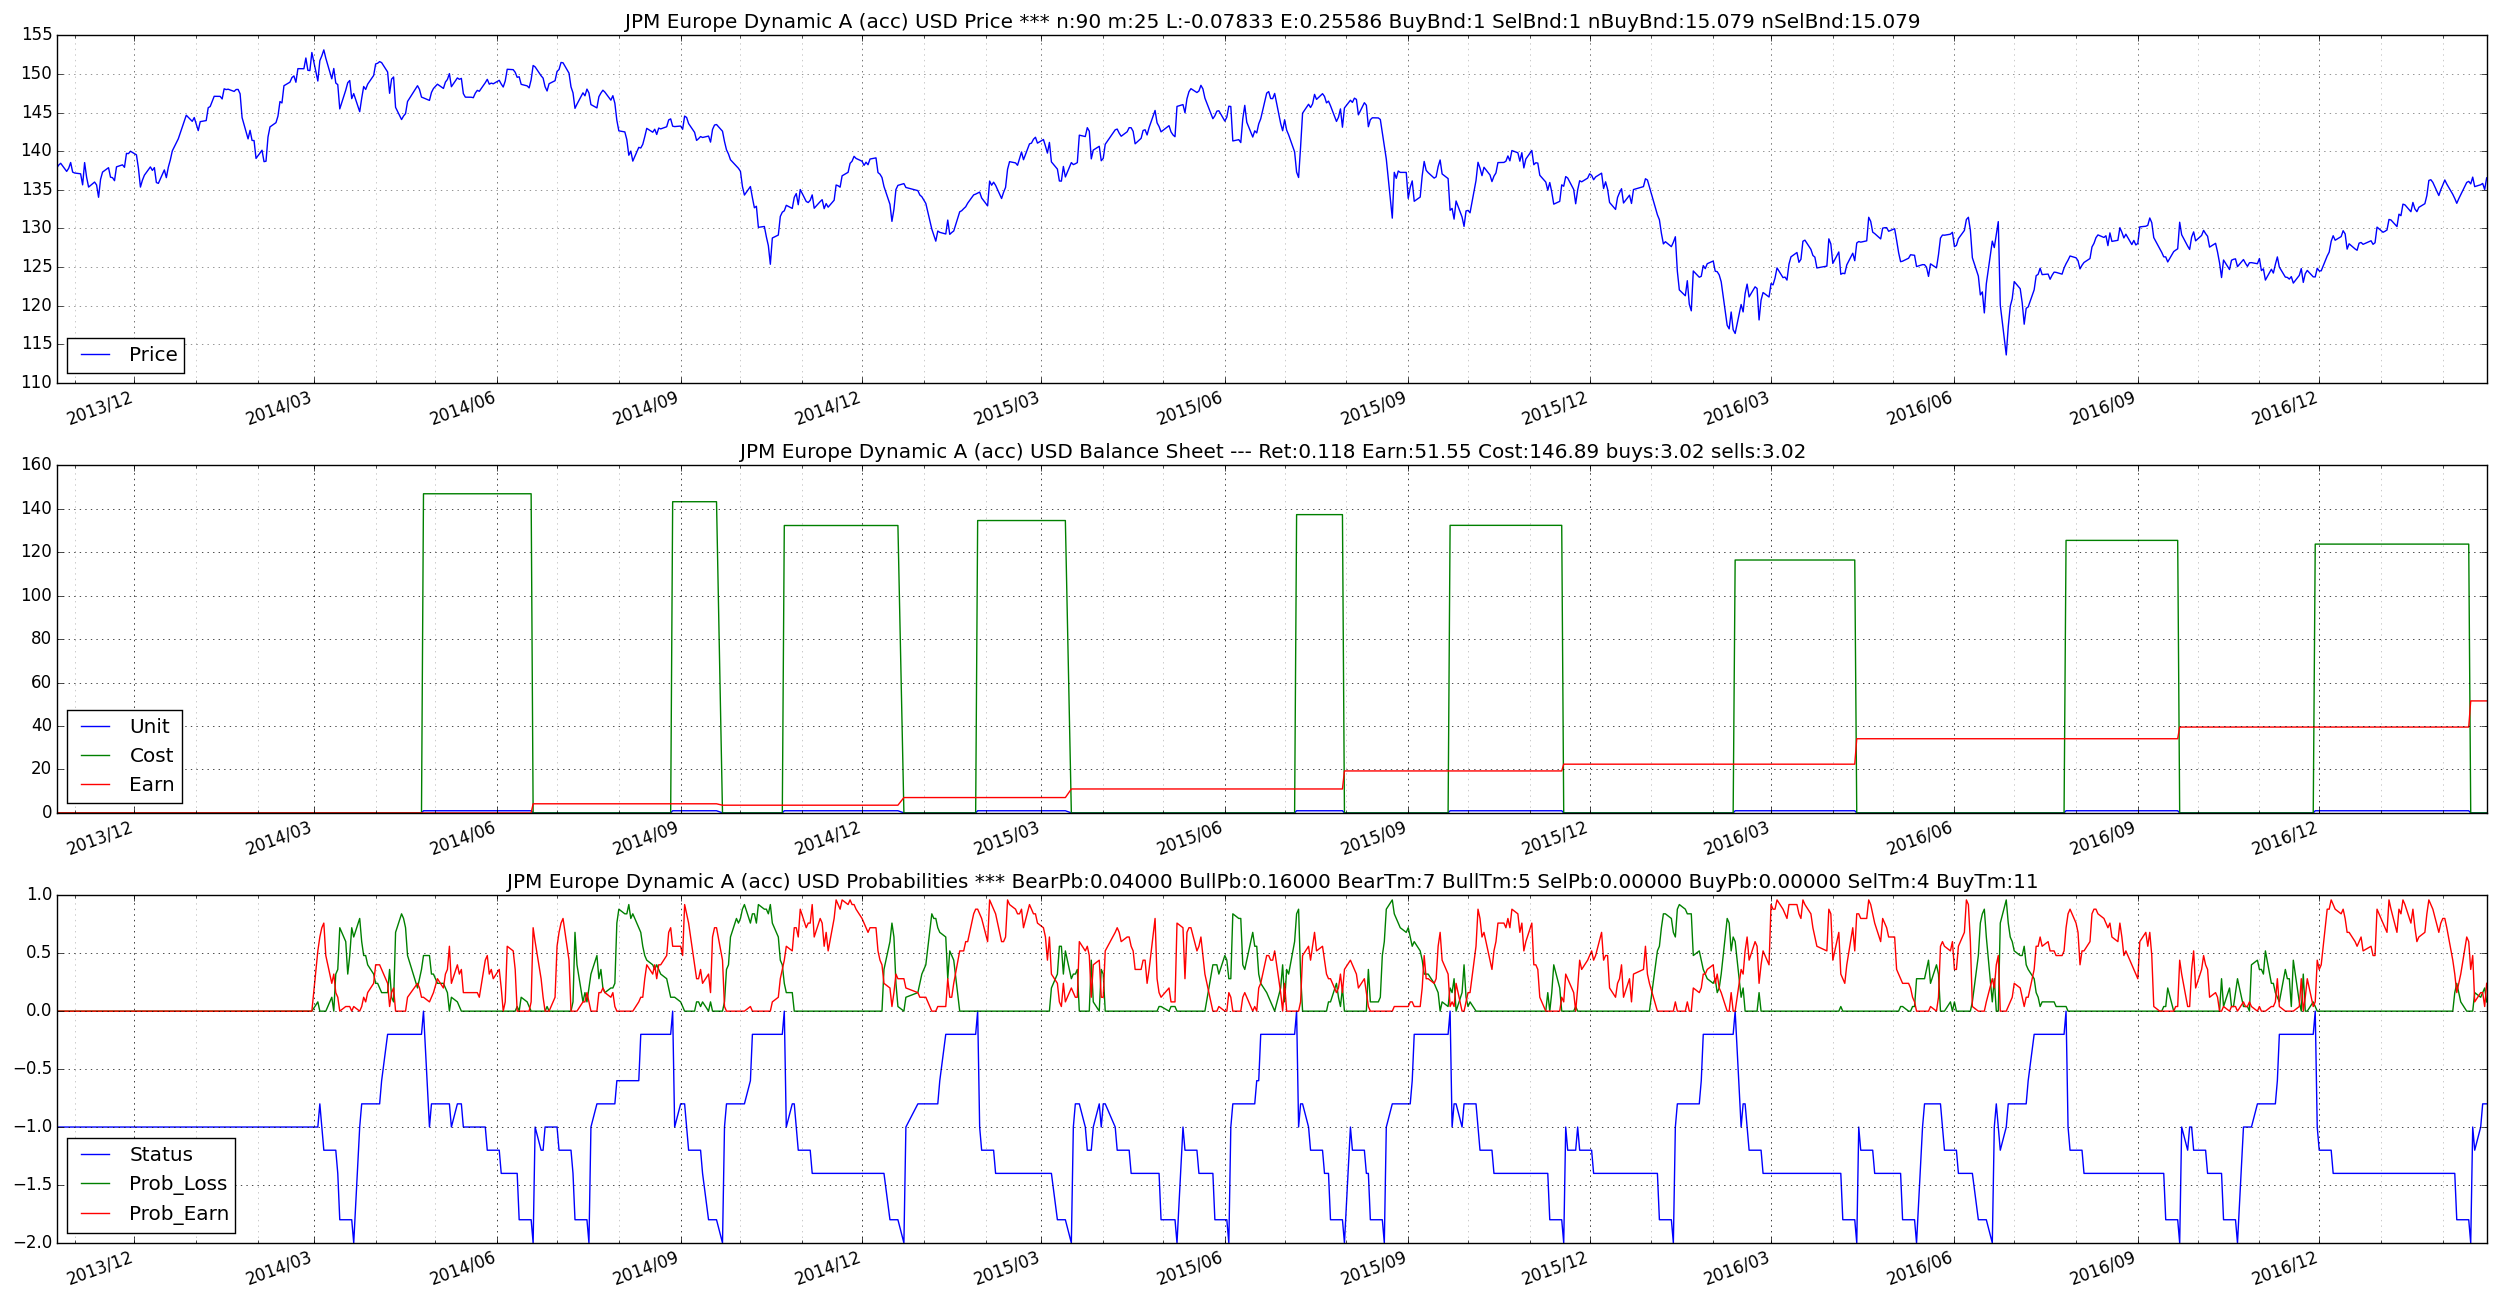 JPM Europe Dynamic A (acc) USD Price *** n:90 m:25 L:-0.07833 E:0.25586 BuyBnd:1 SelBnd:1 nBuyBnd:15.079 nSelBnd:15.079
155
150
145
140
135
130
125
120
115
110
Price
2013/12 2014/03 2014/06 2014/09 2014/12 2015/03 2015/06 2015/09 2015/12 2016/03 2016/06 2016/09 2016/12
JPM Europe Dynamic A (acc) USD Balance Sheet --- Ret:0.118 Earn:51.55 Cost:146.89 buys:3.02 sells:3.02
160
140
120
100
80
60
40
20
0
Unit
Cost
Earn
2013/12 2014/03 2014/06 2014/09 2014/12 2015/03 2015/06 2015/09 2015/12 2016/03 2016/06 2016/09 2016/12
JPM Europe Dynamic A (acc) USD Probabilities *** BearPb:0.04000 BullPb:0.16000 BearTm:7 BullTm:5 SelPb:0.00000 BuyPb:0.00000 SelTm:4 BuyTm:11
1.0
0.5
0.0
−0.5
−1.0
−1.5
−2.0
Status
Prob_Loss
Prob_Earn
2013/12 2014/03 2014/06 2014/09 2014/12 2015/03 2015/06 2015/09 2015/12 2016/03 2016/06 2016/09 2016/12